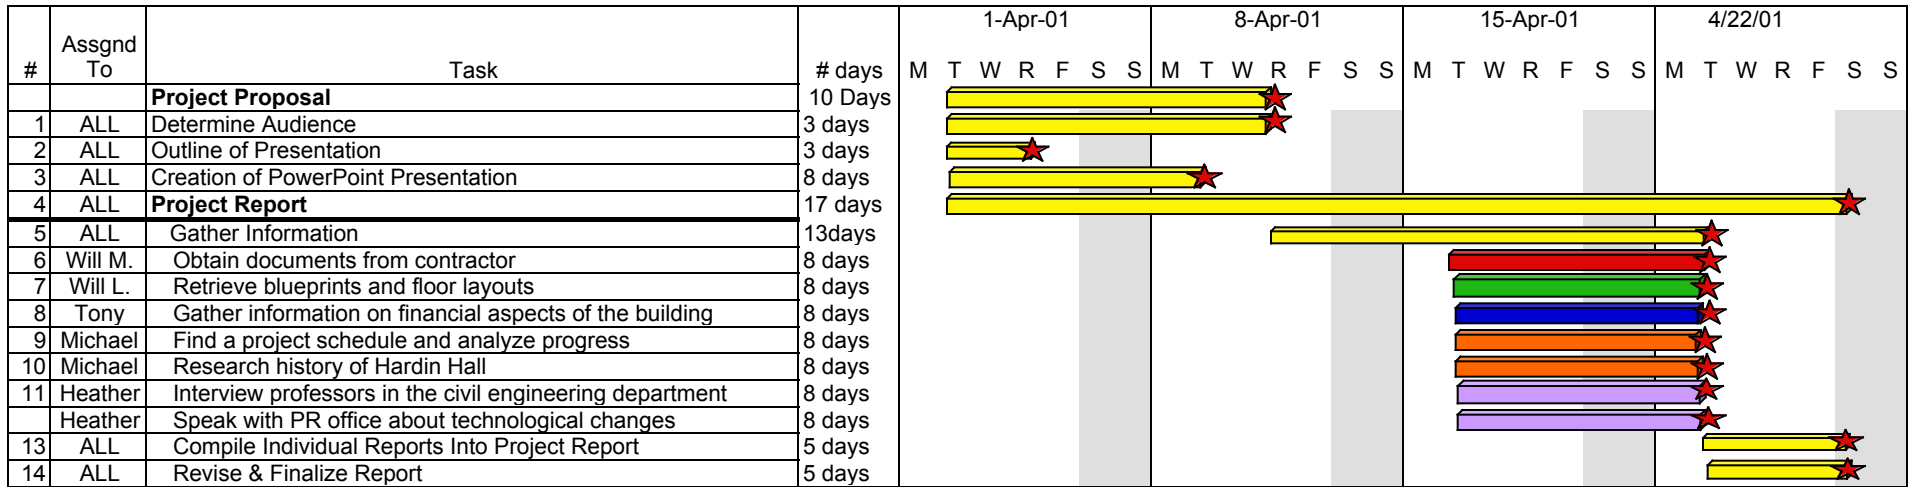 1-Apr-01 8-Apr-01 15-Apr-01 4/22/01
Assgnd
# To Task # days M T W R F S S M T W R F S S M T W R F S S M T W R F S S
Project Proposal 10 Days
1 ALL Determine Audience 3 days
2 ALL Outline of Presentation 3 days
3 ALL Creation of PowerPoint Presentation 8 days
4 ALL Project Report 17 days
5 ALL Gather Information 13days
6 Will M. Obtain documents from contractor 8 days
7 Will L. Retrieve blueprints and floor layouts 8 days
8 Tony Gather information on financial aspects of the building 8 days
9 Michael Find a project schedule and analyze progress 8 days
10 Michael Research history of Hardin Hall 8 days
11 Heather Interview professors in the civil engineering department 8 days
Heather Speak with PR office about technological changes 8 days
13 ALL Compile Individual Reports Into Project Report 5 days
14 ALL Revise & Finalize Report 5 days